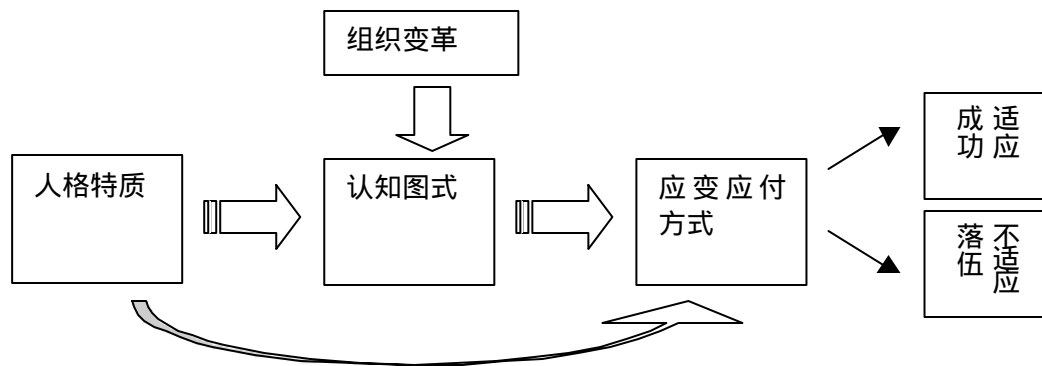 组织变革
人格特质
认知图式
应变应付
方式
适应
成功
不适应
落伍